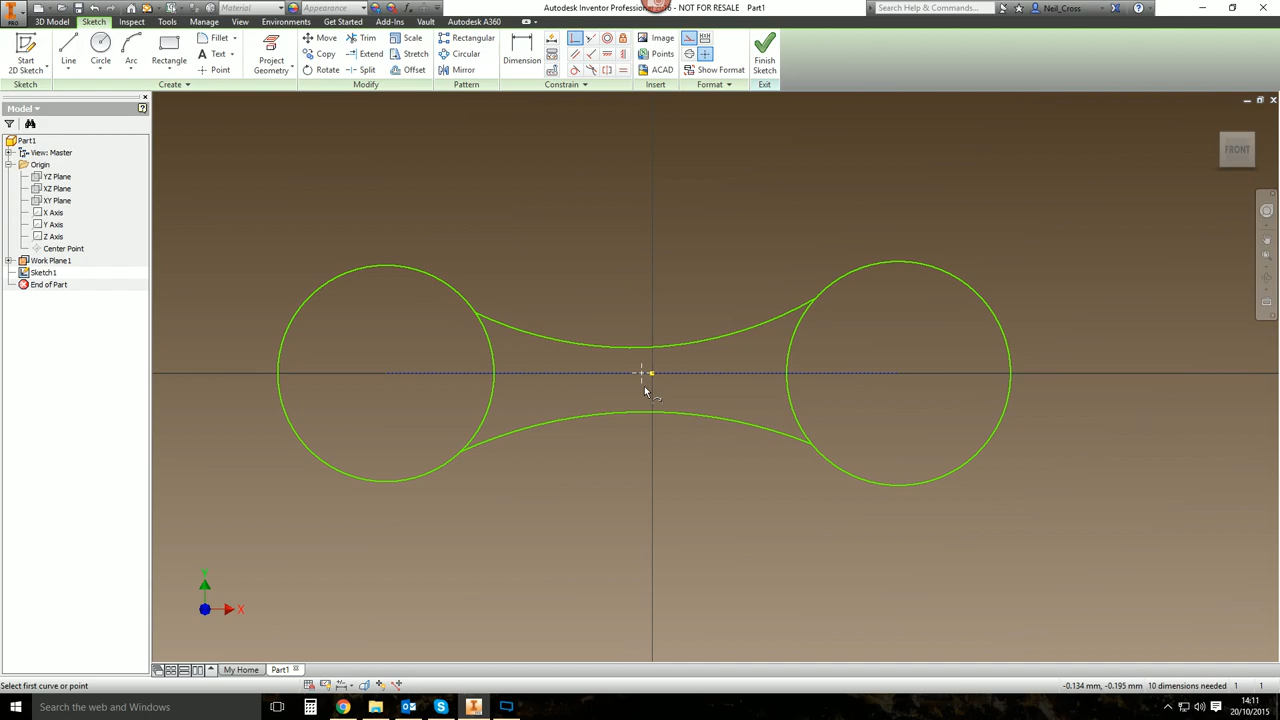 Material
Appearance
Autodesk Inventor Professional
- NOT FOR RESALE
Part1
Search Help & Commands...
Neil_Cross
PRO
3D Model
Sketch
Inspect
Tools
Manage
View
Environments
Get Started
Add-Ins
Vault
Autodesk A360
Start
2D Sketch
Line
Circle
Arc
Rectangle
Fillet
Text
Point
Project
Geometry
Move
Copy
Rotate
Trim
Extend
Split
Scale
Stretch
Offset
Rectangular
Circular
Mirror
Dimension
Image
Points
ACAD
Show Format
Finish
Sketch
Sketch
Create
Modify
Pattern
Constrain
Insert
Format
Exit
Model
Part1
View: Master
Origin
YZ Plane
XZ Plane
XY Plane
X Axis
Y Axis
Z Axis
Center Point
Work Plane1
Sketch1
End of Part
FRONT
Y
X
My Home
Part1
Select first curve or point
-0.134 mm, -0.195 mm
10 dimensions needed
1
1
Search the web and Windows
14:11
20/10/2015